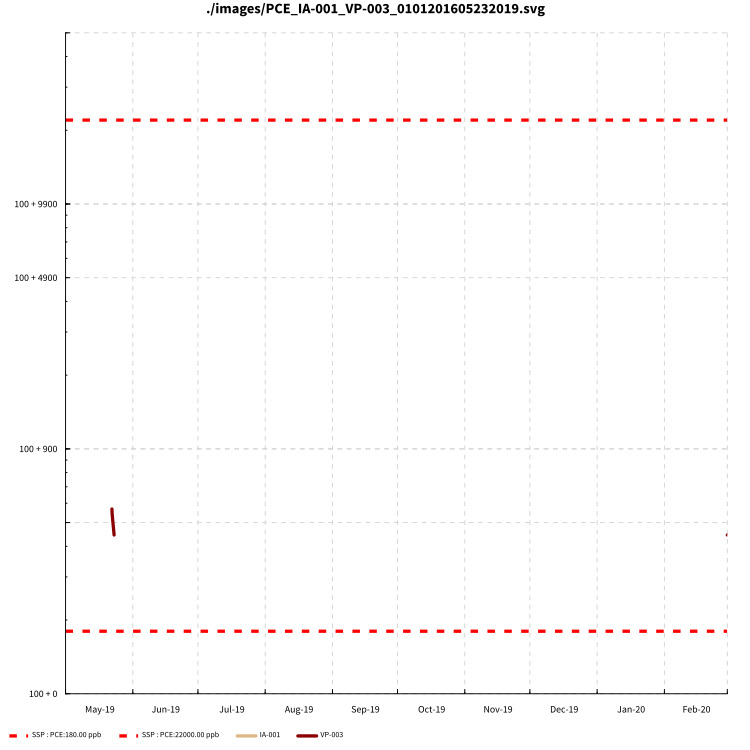 ./images/PCE_IA-001_VP-003_0101201605232019.svg
100 + 9900
100 + 4900
100 + 900
100 + 0
May-19 Jun-19 Jul-19 Aug-19 Sep-19 Oct-19 Nov-19 Dec-19 Jan-20 Feb-20
SSP : PCE:180.00 ppb SSP : PCE:22000.00 ppb IA-001 VP-003